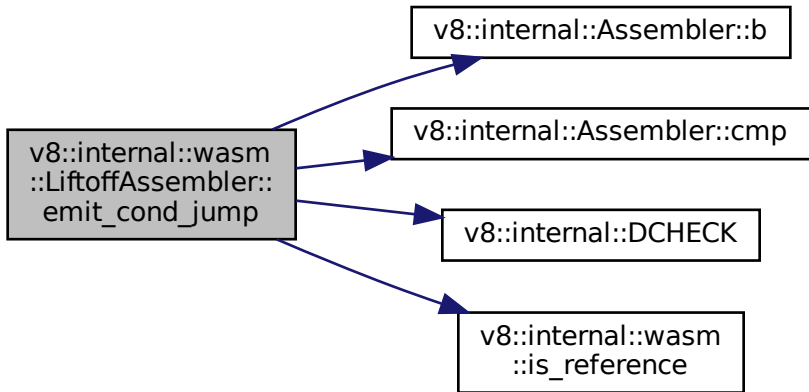 v8::internal::wasm
::LiftoffAssembler::
emit_cond_jump
v8::internal::Assembler::b
v8::internal::Assembler::cmp
v8::internal::DCHECK
v8::internal::wasm
::is_reference